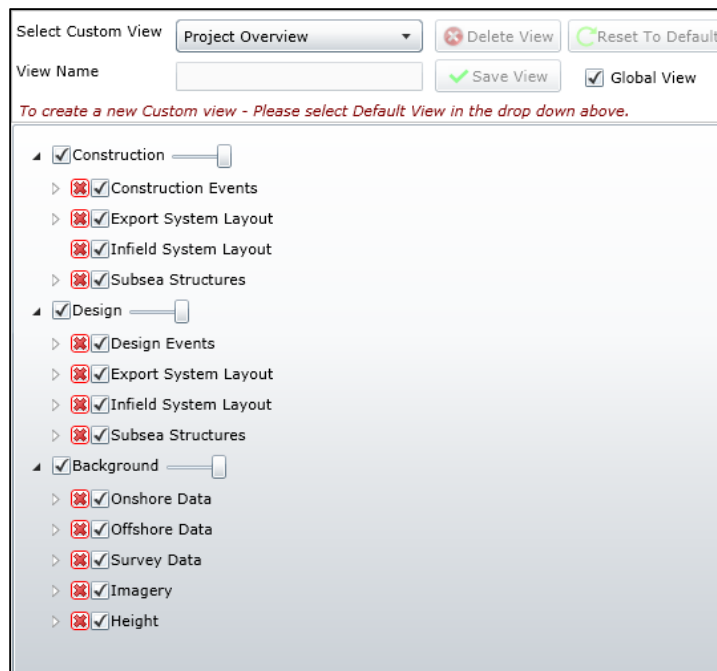 Select Custom View Project Overview Delete View Reset To Default
View Name Save View Global View
To create a new Custom view - Please select Default View in the drop down above.
Construction
Construction Events
Export System Layout
Infield System Layout
Subsea Structures
Design
Design Events
Export System Layout
Infield System Layout
Subsea Structures
Background
Onshore Data
Offshore Data
Survey Data
Imagery
Height